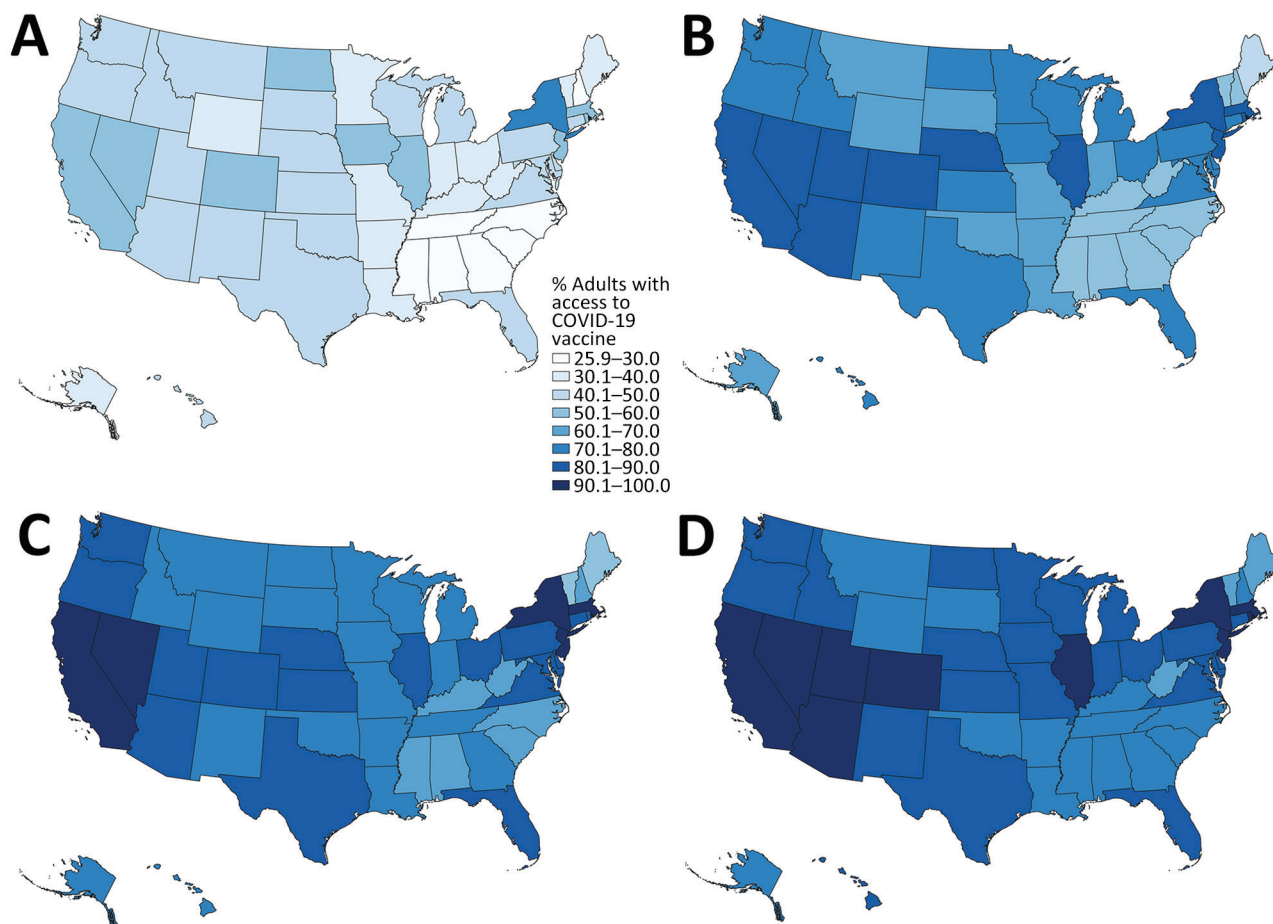 A
B
% Adults with
access to
COVID-19
vaccine
25.9–30.0
30.1–40.0
40.1–50.0
50.1–60.0
60.1–70.0
70.1–80.0
80.1–90.0
90.1–100.0
C
D